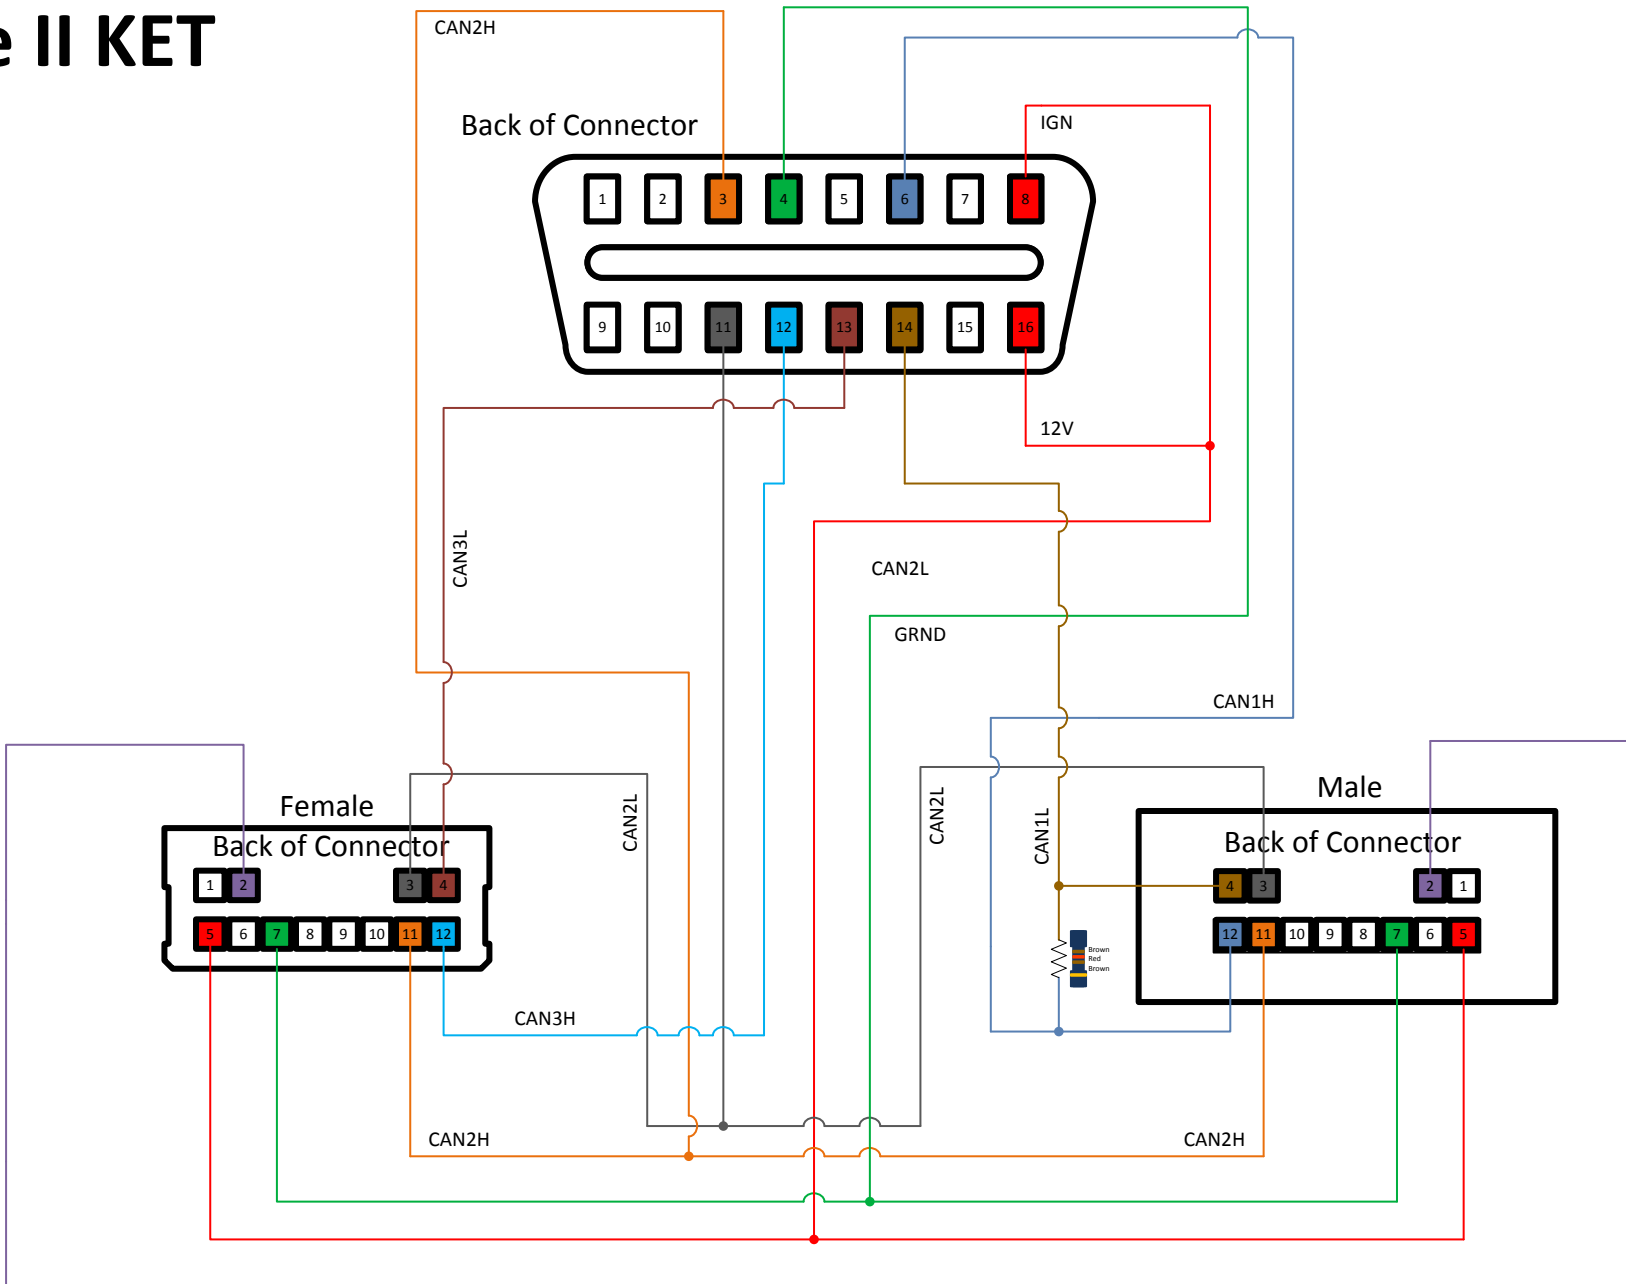 e II KET
CAN2H
Back of Connector
IGN
1 2 3 4 5 6 7 8
9 10 11 12 13 14 15 16
12V
CAN3L
CAN2L
GRND
CAN1H
Female
Back of Connector
1 2 3 4
5 6 7 8 9 10 11 12
CAN2L
CAN2L
CAN1L
Male
Back of Connector
4 3 2 1
12 11 10 9 8 7 6 5
Brown
Red
Brown
CAN3H
CAN2H
CAN2H